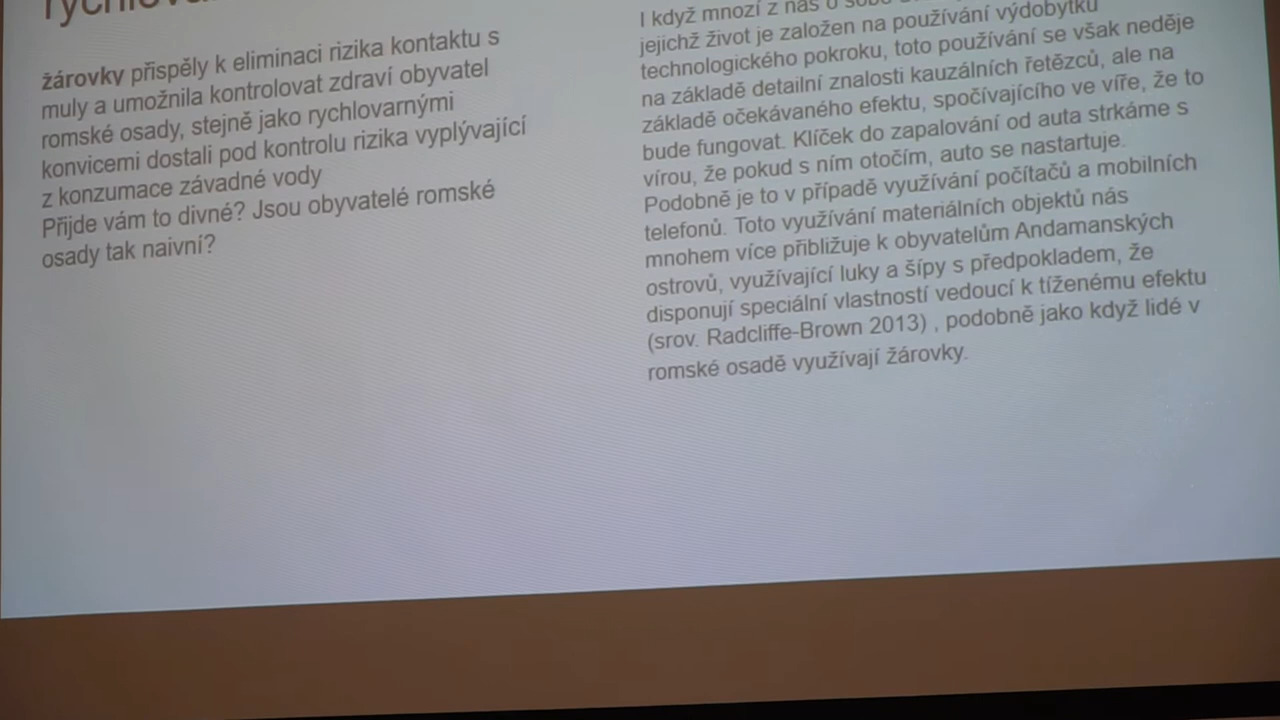 žárovky přispěly k eliminaci rizika kontaktu s
muly a umožnila kontrolovat zdraví obyvatel
romské osady, stejně jako rychlovarnými
konvicemi dostali pod kontrolu rizika vyplývající
z konzumace závadné vody
Přijde vám to divné? Jsou obyvatelé romské
osady tak naivní?
I když mnozí z nás o sobě
jejichž život je založen na používání výdobytků
technologického pokroku, toto používání se však neděje
na základě detailní znalosti kauzálních řetězců, ale na
základě očekávaného efektu, spočívajícího ve víře, že to
bude fungovat. Klíček do zapalování od auta strkáme s
vírou, že pokud s ním otočím, auto se nastartuje.
Podobně je to v případě využívání počítačů a mobilních
telefonů. Toto využívání materiálních objektů nás
mnohem více přibližuje k obyvatelům Andamanských
ostrovů, využívající luky a šípy s předpokladem, že
disponují speciální vlastností vedoucí k tíženému efektu
(srov. Radcliffe-Brown 2013) , podobně jako když lidé v
romské osadě využívají žárovky.